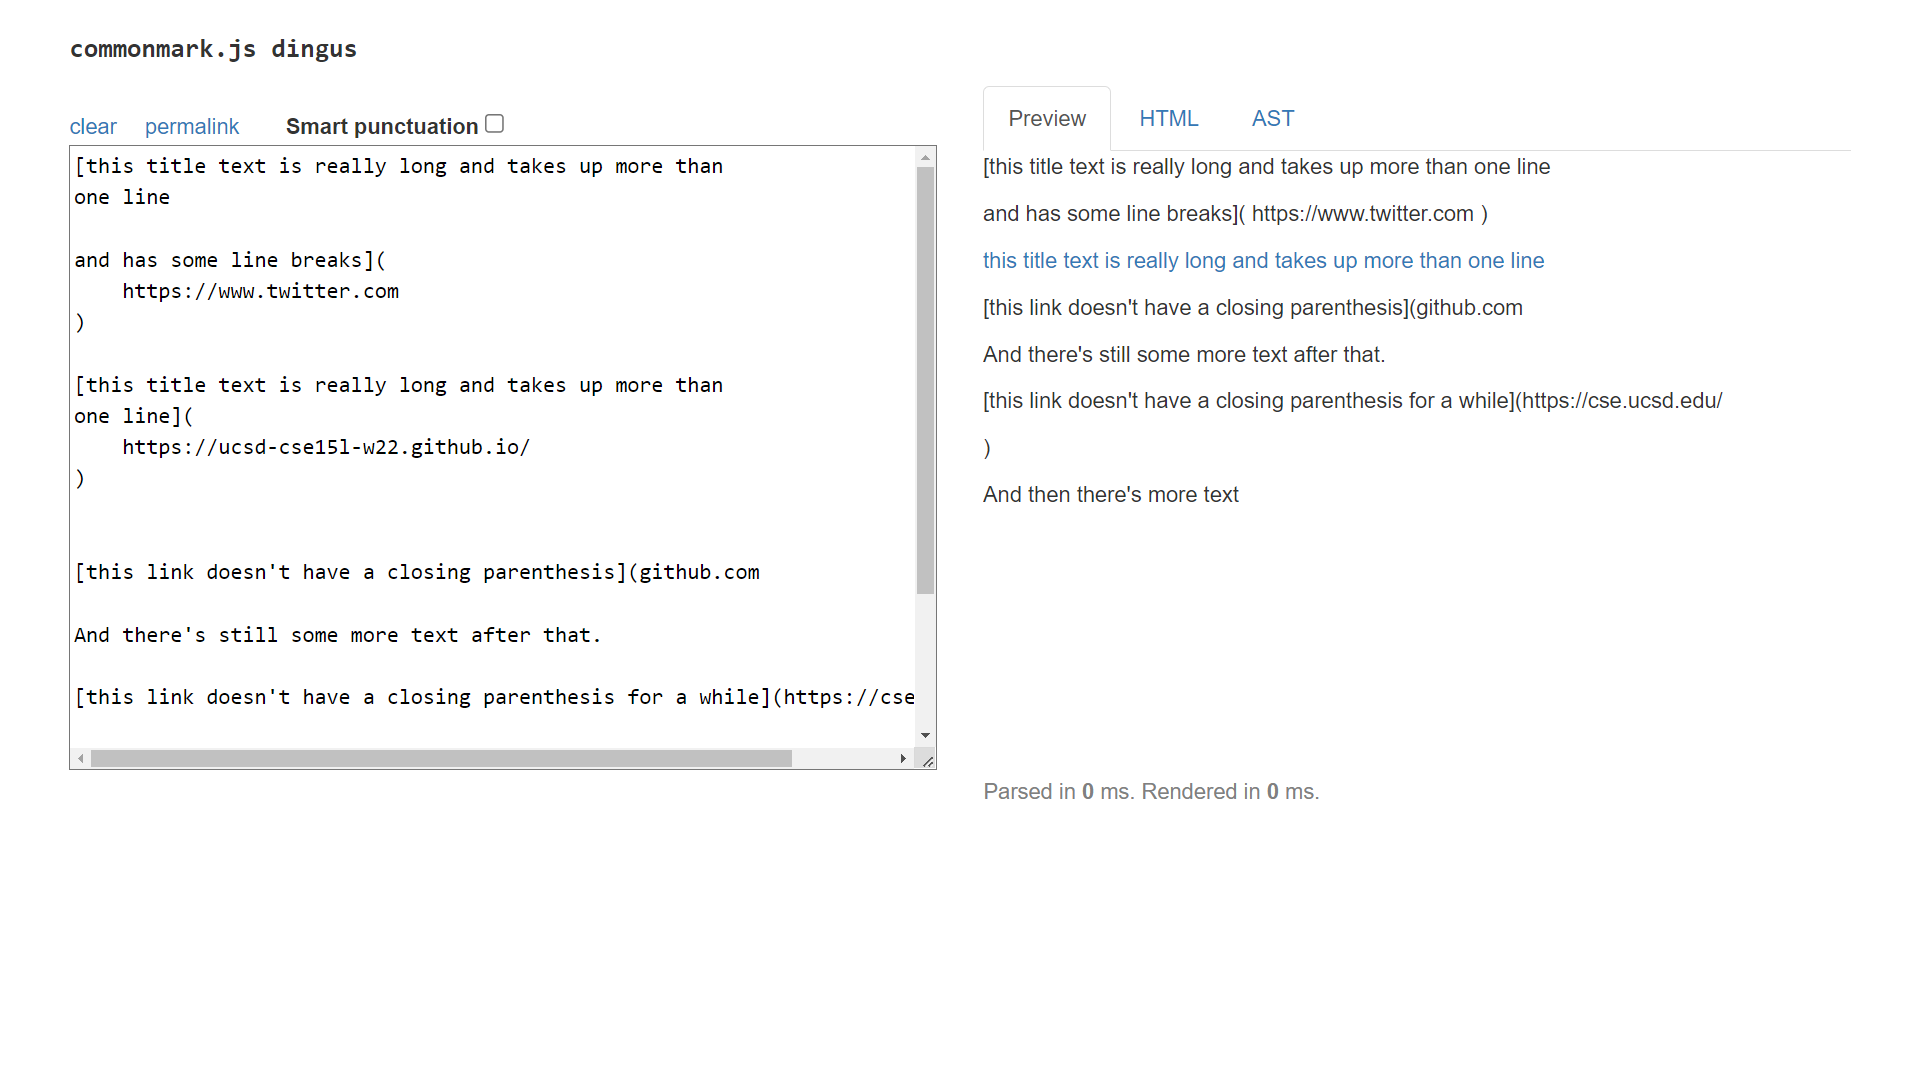 commonmark.js dingus
clear permalink Smart punctuation
[this title text is really long and takes up more than
one line
and has some line breaks](
https://www.twitter.com
)
[this title text is really long and takes up more than
one line](
https://ucsd-cse15l-w22.github.io/
)
[this link doesn't have a closing parenthesis](github.com
And there's still some more text after that.
[this link doesn't have a closing parenthesis for a while](https://cse
Preview HTML AST
[this title text is really long and takes up more than one line
and has some line breaks]( https://www.twitter.com )
this title text is really long and takes up more than one line
[this link doesn't have a closing parenthesis](github.com
And there's still some more text after that.
[this link doesn't have a closing parenthesis for a while](https://cse.ucsd.edu/
)
And then there's more text
Parsed in 0 ms. Rendered in 0 ms.